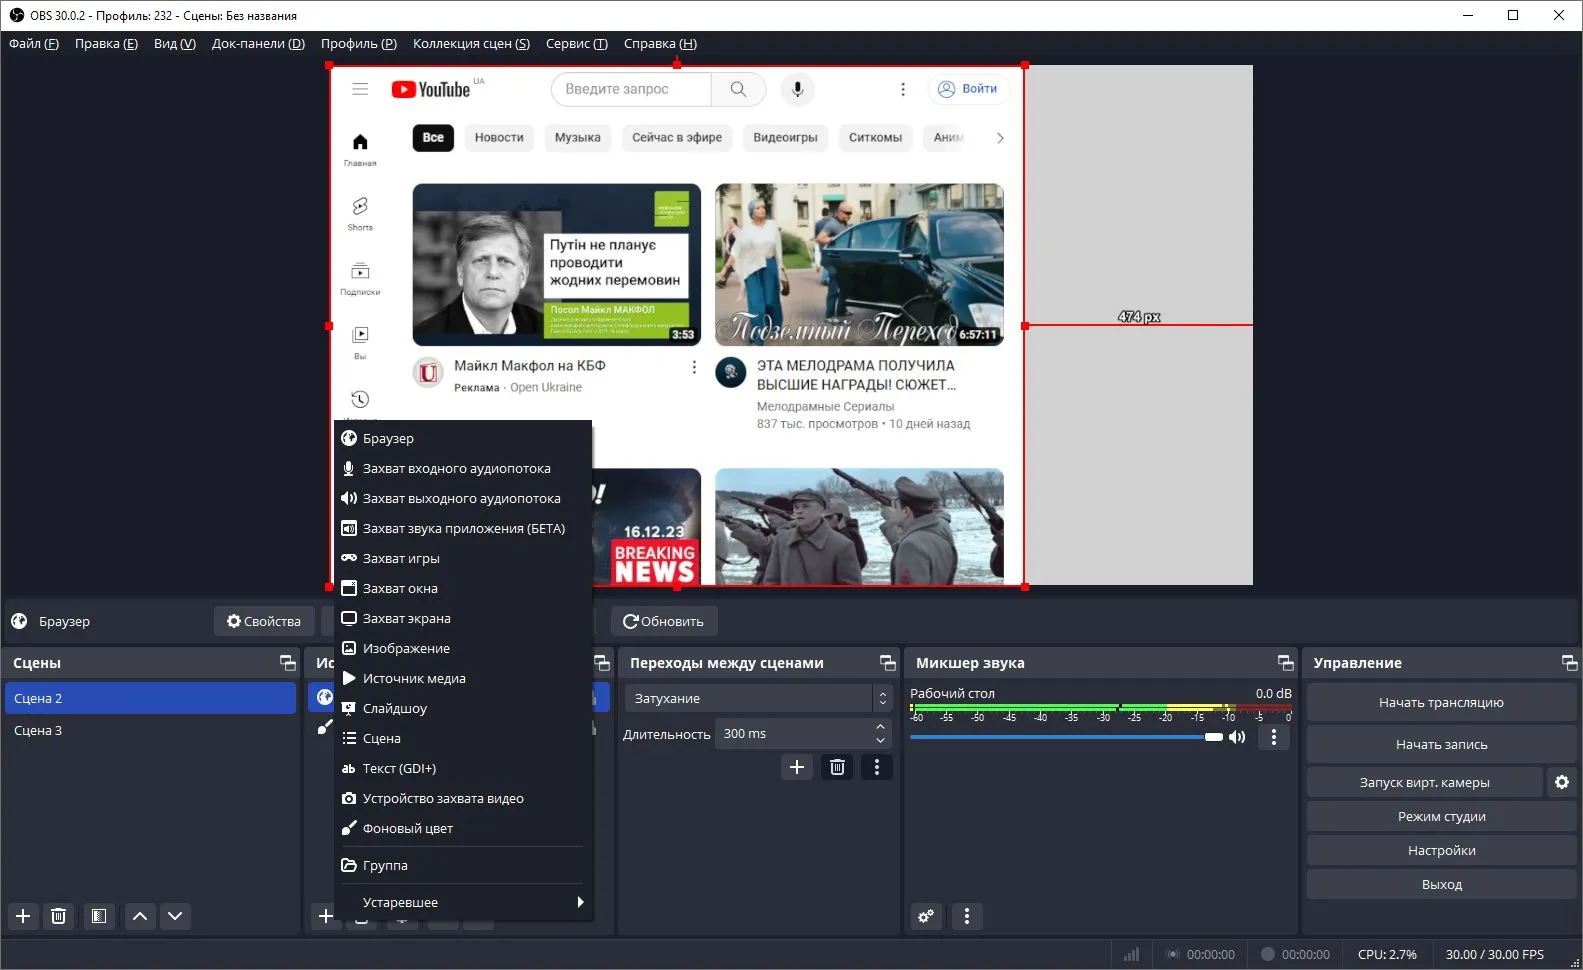 OBS 30.0.2 - Профиль: 232 - Сцены: Без названия
Файл (F) Правка (E) Вид (V) Док-панели (D) Профиль (P) Коллекция сцен (S) Сервис (T) Справка (H)
YouTube UA
Введите запрос
Войти
Все Новости Музыка Сейчас в эфире Видеоигры Ситкомы Аним
Главная
Shorts
Подписки
Вы
Путін не планує
проводити
жодних перемовин
Посол Майкл МАКФОЛ
3:53
Подземный Переход
6:57:11
Майкл Макфол на КБФ
Реклама · Open Ukraine
ЭТА МЕЛОДРАМА ПОЛУЧИЛА
ВЫСШИЕ НАГРАДЫ! СЮЖЕТ...
Мелодрамные Сериалы
837 тыс. просмотров • 10 дней назад
16.12.23
BREAKING
NEWS
474 px
Браузер
Захват входного аудиопотока
Захват выходного аудиопотока
Захват звука приложения (БЕТА)
Захват игры
Захват окна
Захват экрана
Изображение
Источник медиа
Слайдшоу
Сцена
Текст (GDI+)
Устройство захвата видео
Фоновый цвет
Группа
Устаревшее
Браузер
Свойства
Обновить
Сцены
Сцена 2
Сцена 3
Ис
Переходы между сценами
Затухание
Длительность 300 ms
Микшер звука
Рабочий стол 0.0 dB
-60 -55 -50 -45 -40 -35 -30 -25 -20 -15 -10 -5 0
Управление
Начать трансляцию
Начать запись
Запуск вирт. камеры
Режим студии
Настройки
Выход
00:00:00 00:00:00 CPU: 2.7% 30.00 / 30.00 FPS